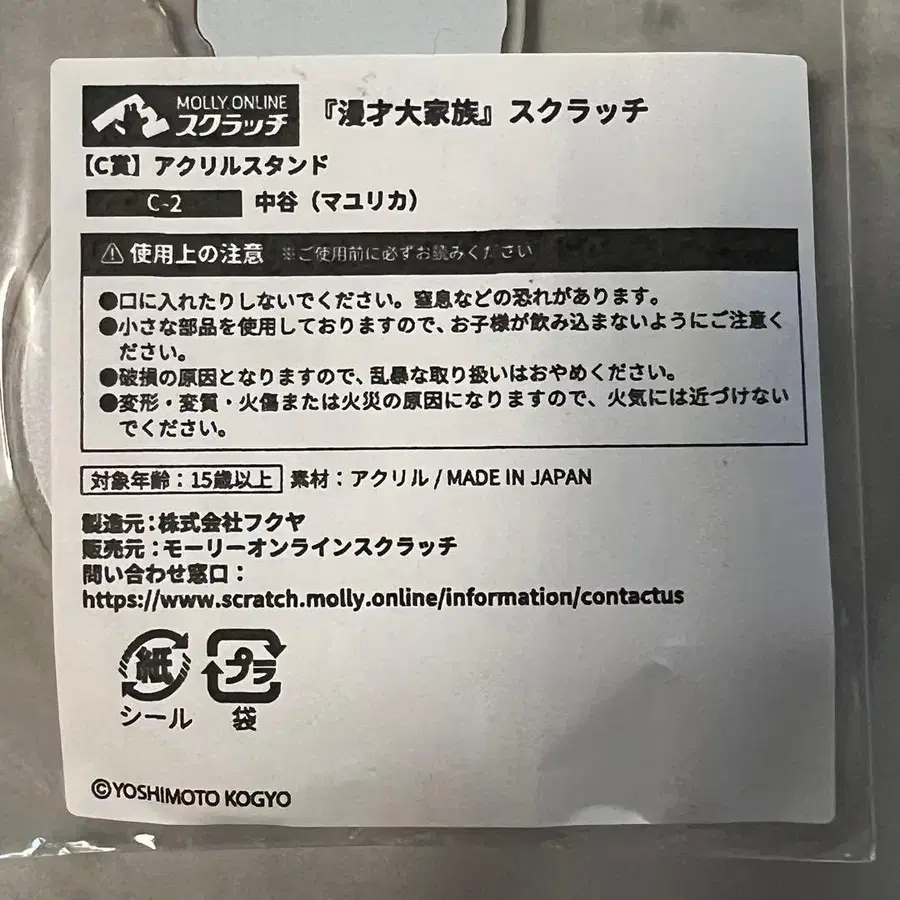 MOLLY.ONLINE
スクラッチ
『漫才大家族』スクラッチ
【C賞】アクリルスタンド
C-2 中谷（マユリカ）
⚠使用上の注意 ※ご使用前に必ずお読みください
●口に入れたりしないでください。窒息などの恐れがあります。
●小さな部品を使用しておりますので、お子様が飲み込まないようにご注意く
ださい。
●破損の原因となりますので、乱暴な取り扱いはおやめください。
●変形・変質・火傷または火災の原因になりますので、火気には近づけない
でください。
対象年齢：15歳以上 素材：アクリル / MADE IN JAPAN
製造元：株式会社フクヤ
販売元：モーリーオンラインスクラッチ
問い合わせ窓口：
https://www.scratch.molly.online/information/contactus
紙 プラ
シール 袋
©YOSHIMOTO KOGYO